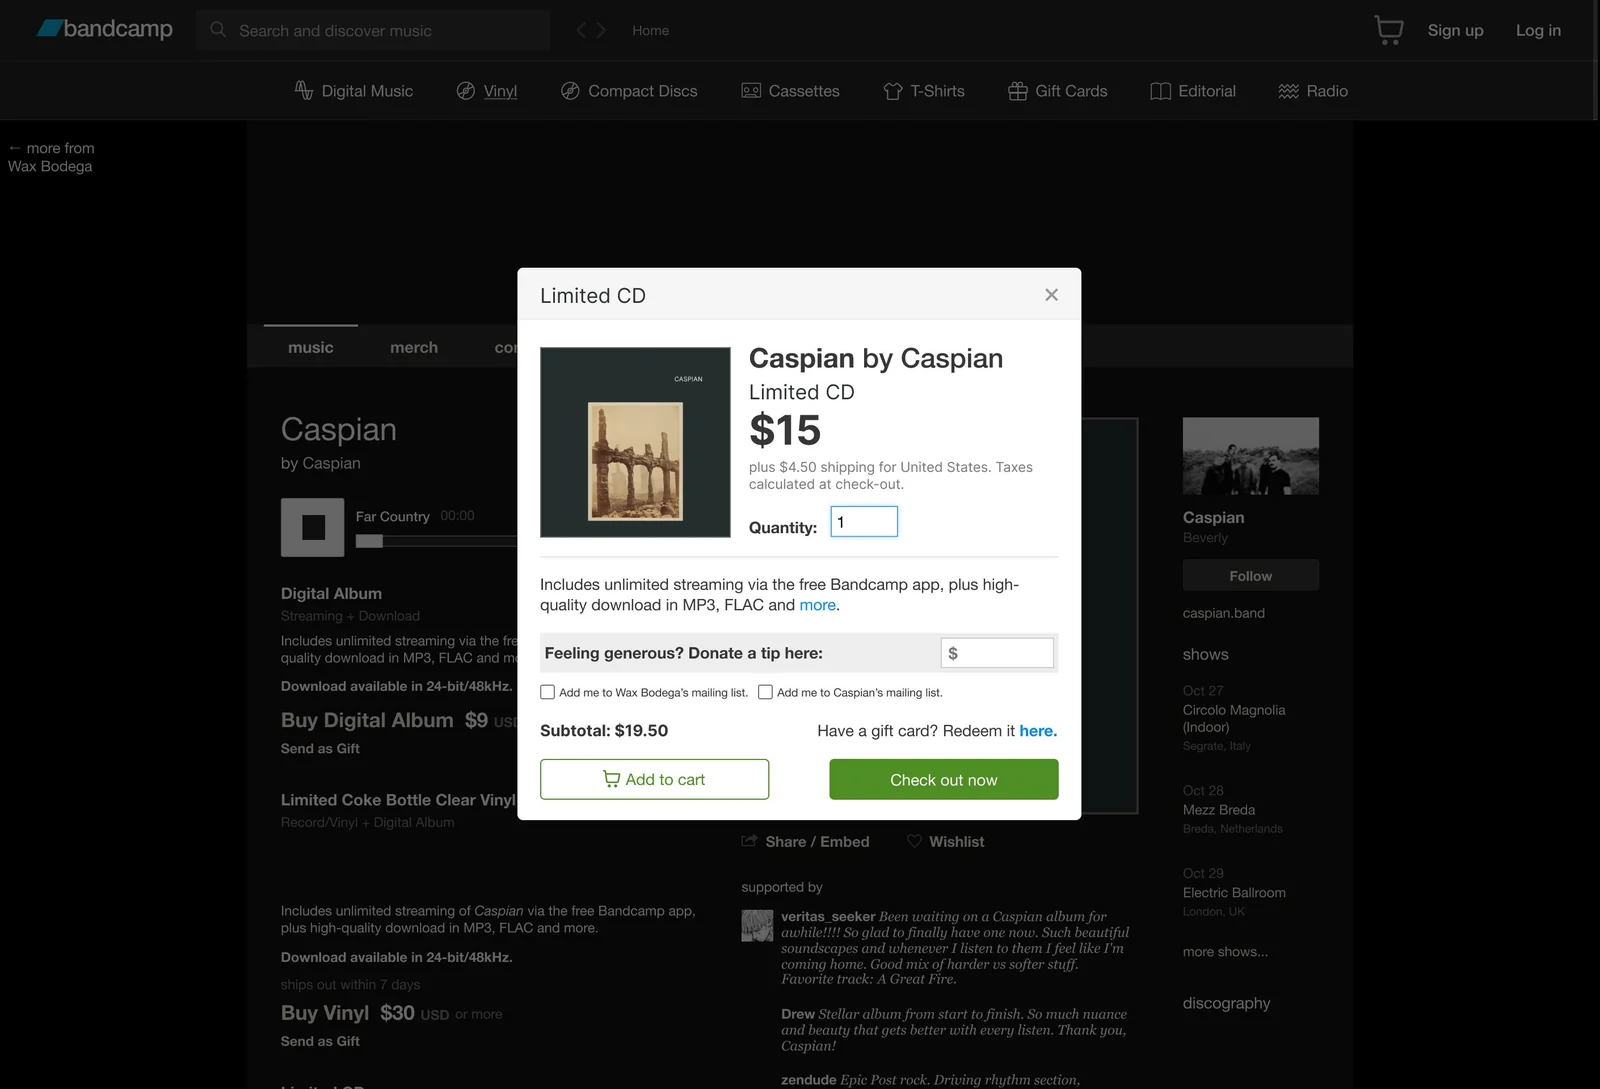 bandcamp
Search and discover music
Home
Sign up
Log in
Digital Music
Vinyl
Compact Discs
Cassettes
T-Shirts
Gift Cards
Editorial
Radio
← more from
Wax Bodega
music
merch
Caspian
by Caspian
Far Country 00:00
Digital Album
Streaming + Download
Includes unlimited streaming via the
quality download in MP3, FLAC and
Download available in 24-bit/48kHz.
Buy Digital Album $9
Send as Gift
Limited Coke Bottle Clear Vinyl
Record/Vinyl + Digital Album
Includes unlimited streaming of Caspian via the free Bandcamp app,
plus high-quality download in MP3, FLAC and more.
Download available in 24-bit/48kHz.
ships out within 7 days
Buy Vinyl $30 USD or more
Send as Gift
Limited CD
×
CASPIAN
Caspian by Caspian
Limited CD
$15
plus $4.50 shipping for United States. Taxes
calculated at check-out.
Quantity: 1
Includes unlimited streaming via the free Bandcamp app, plus high-
quality download in MP3, FLAC and more.
Feeling generous? Donate a tip here: $
Add me to Wax Bodega's mailing list. Add me to Caspian's mailing list.
Subtotal: $19.50
Have a gift card? Redeem it here.
Add to cart
Check out now
Share / Embed
Wishlist
supported by
veritas_seeker Been waiting on a Caspian album for
awhile!!!! So glad to finally have one now. Such beautiful
soundscapes and whenever I listen to them I feel like I'm
coming home. Good mix of harder vs softer stuff.
Favorite track: A Great Fire.
Drew Stellar album from start to finish. So much nuance
and beauty that gets better with every listen. Thank you,
Caspian!
zendude Epic Post rock. Driving rhythm section,
Caspian
Beverly
Follow
caspian.band
shows
Oct 27
Circolo Magnolia
(Indoor)
Segrate, Italy
Oct 28
Mezz Breda
Breda, Netherlands
Oct 29
Electric Ballroom
London, UK
more shows...
discography